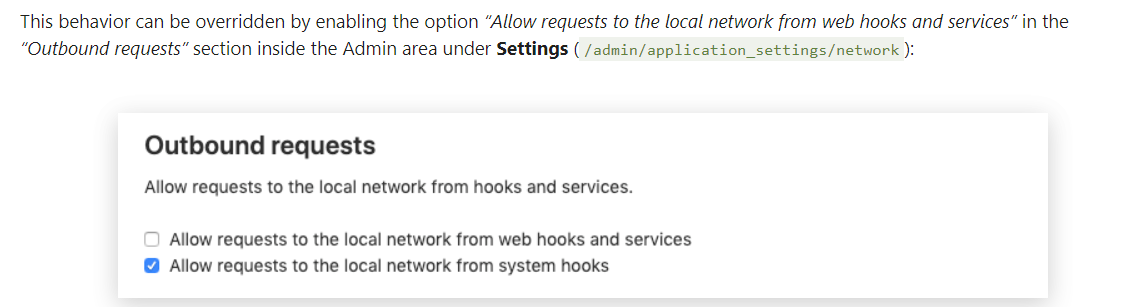 This behavior can be overridden by enabling the option “Allow requests to the local network from web hooks and services” in the
“Outbound requests” section inside the Admin area under Settings ( /admin/application_settings/network ):
Outbound requests
Allow requests to the local network from hooks and services.
Allow requests to the local network from web hooks and services
Allow requests to the local network from system hooks